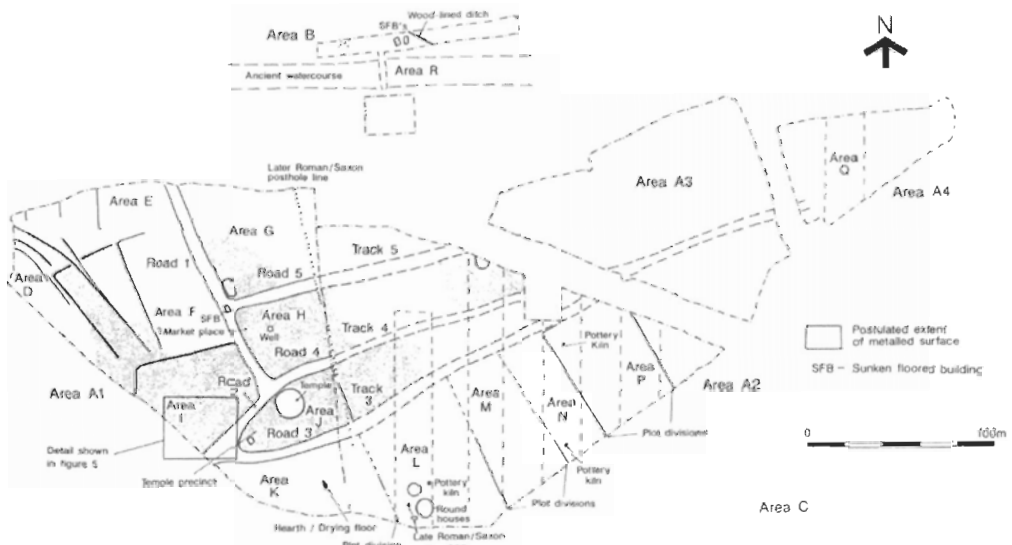 Wood-lined ditch
SFB's
Area B
N
Ancient watercourse
Area R
Later Roman/Saxon
posthole line
Area E
Area G
Area A3
Area
Q
Area A4
Road 1
Track 5
Area
D
Road 5
Area F
SFB
?Market place
Area H
Well
Track 4
Road 4
Pottery
Kiln
Postulated extent
of metalled surface
SFB – Sunken floored building
Road
Temple
Track
3
Area
P
Area A2
Area A1
Area
I
Area
J
Area
M
Area
N
Road 3
Plot divisions
0
100m
Detail shown
in figure 5
Area
L
Pottery
kiln
Temple precinct
Area
K
Pottery
kiln
Plot divisions
Round
houses
Area C
Hearth / Drying floor
Late Roman/Saxon